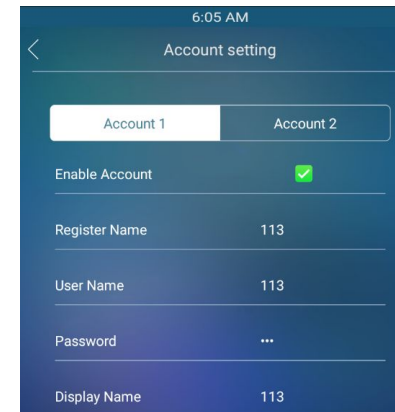 6:05 AM
Account setting
Account 1 Account 2
Enable Account
Register Name 113
User Name 113
Password •••
Display Name 113